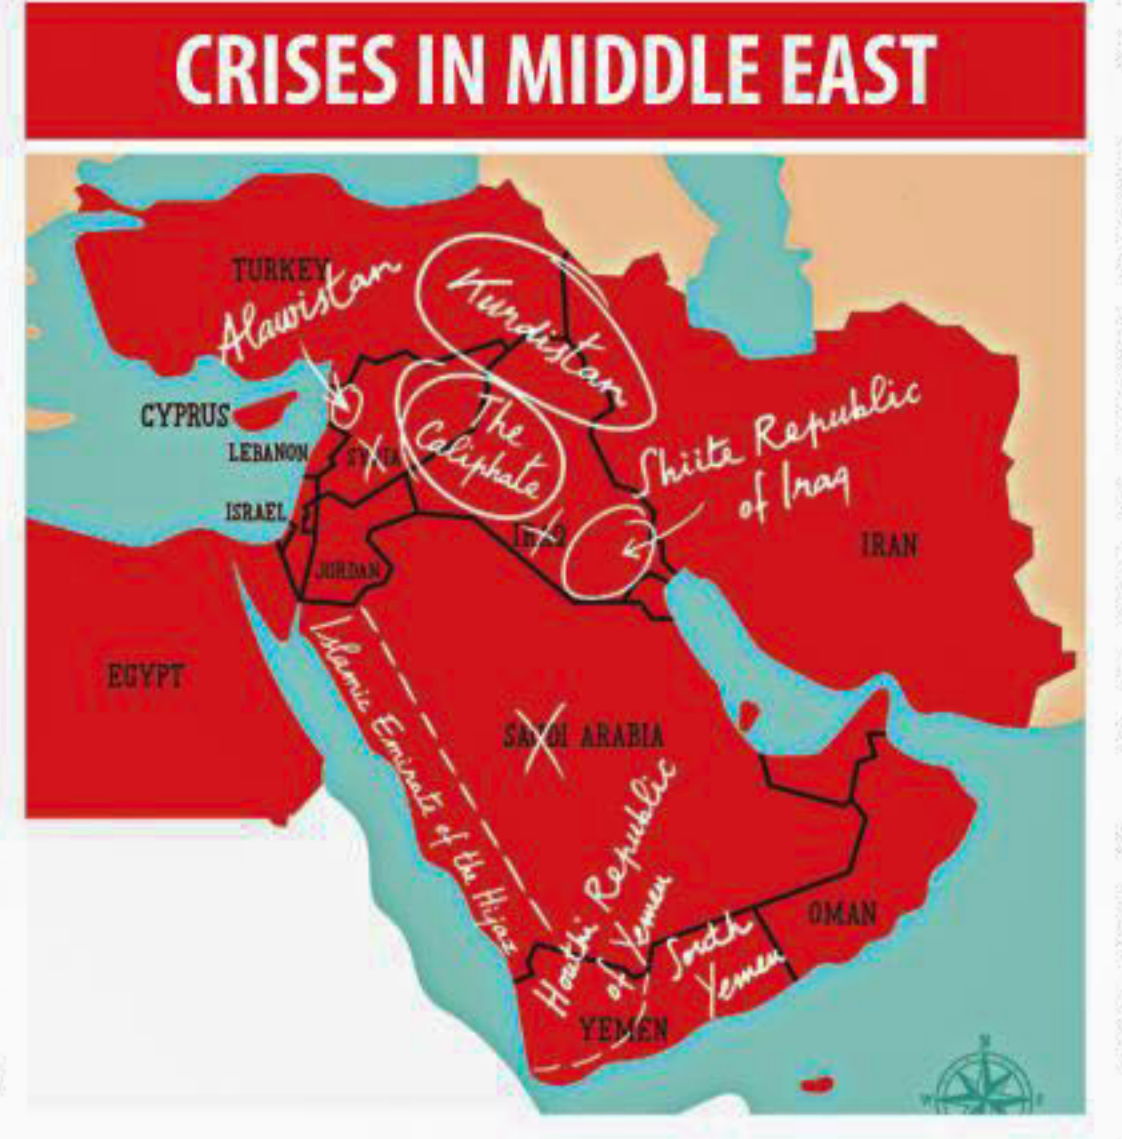 CRISES IN MIDDLE EAST
TURKEY
Alawistan
Kurdistan
CYPRUS
The
Caliphate
LEBANON
SYRIA
Shiite Republic
of Iraq
ISRAEL
IRAQ
IRAN
JORDAN
Islamic Emirate of the Hijaz
EGYPT
SAUDI ARABIA
Houthi Republic
of Yemen
South
Yemen
OMAN
YEMEN
N
W
E